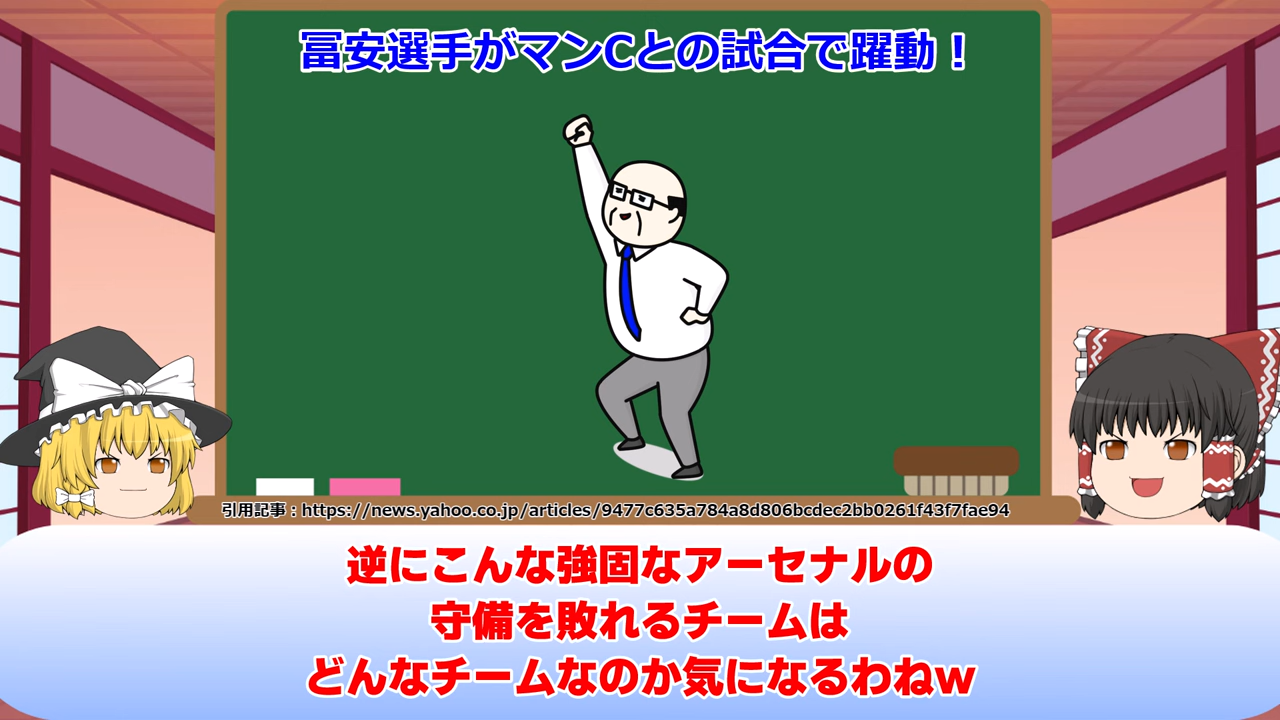 冨安選手がマンCとの試合で躍動！
引用記事：https://news.yahoo.co.jp/articles/9477c635a784a8d806bcdec2bb0261f43f7fae94
逆にこんな強固なアーセナルの
守備を敗れるチームは
どんなチームなのか気になるわねw